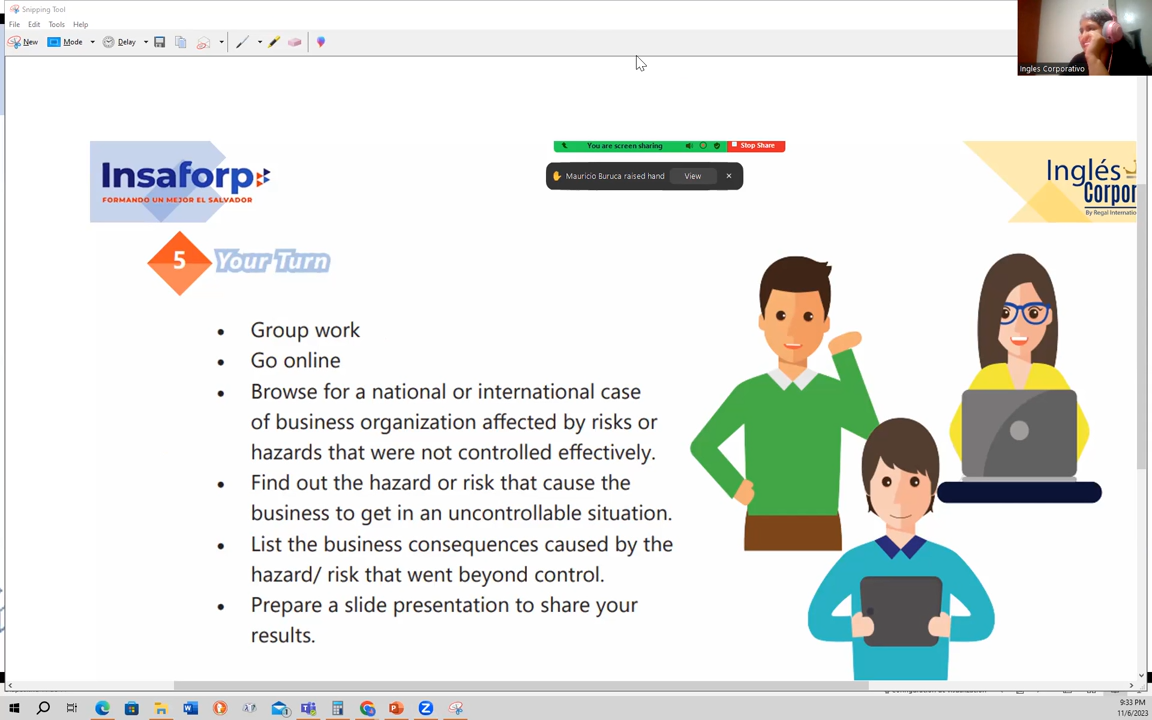 Snipping Tool
File Edit Tools Help
New Mode Delay
Ingles Corporativo
You are screen sharing Stop Share
Mauricio Buruca raised hand View
Insaforp
FORMANDO UN MEJOR EL SALVADOR
Inglés
Corpor
By Regal Internatio
5 Your Turn
• Group work
• Go online
• Browse for a national or international case
of business organization affected by risks or
hazards that were not controlled effectively.
• Find out the hazard or risk that cause the
business to get in an uncontrollable situation.
• List the business consequences caused by the
hazard/ risk that went beyond control.
• Prepare a slide presentation to share your
results.
9:33 PM
11/6/2023